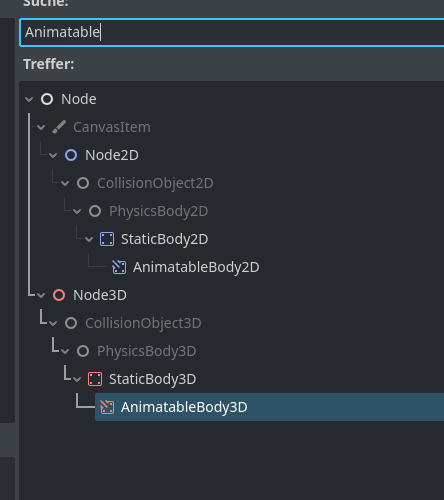 Suche:
Animatable
Treffer:
Node
CanvasItem
Node2D
CollisionObject2D
PhysicsBody2D
StaticBody2D
AnimatableBody2D
Node3D
CollisionObject3D
PhysicsBody3D
StaticBody3D
AnimatableBody3D